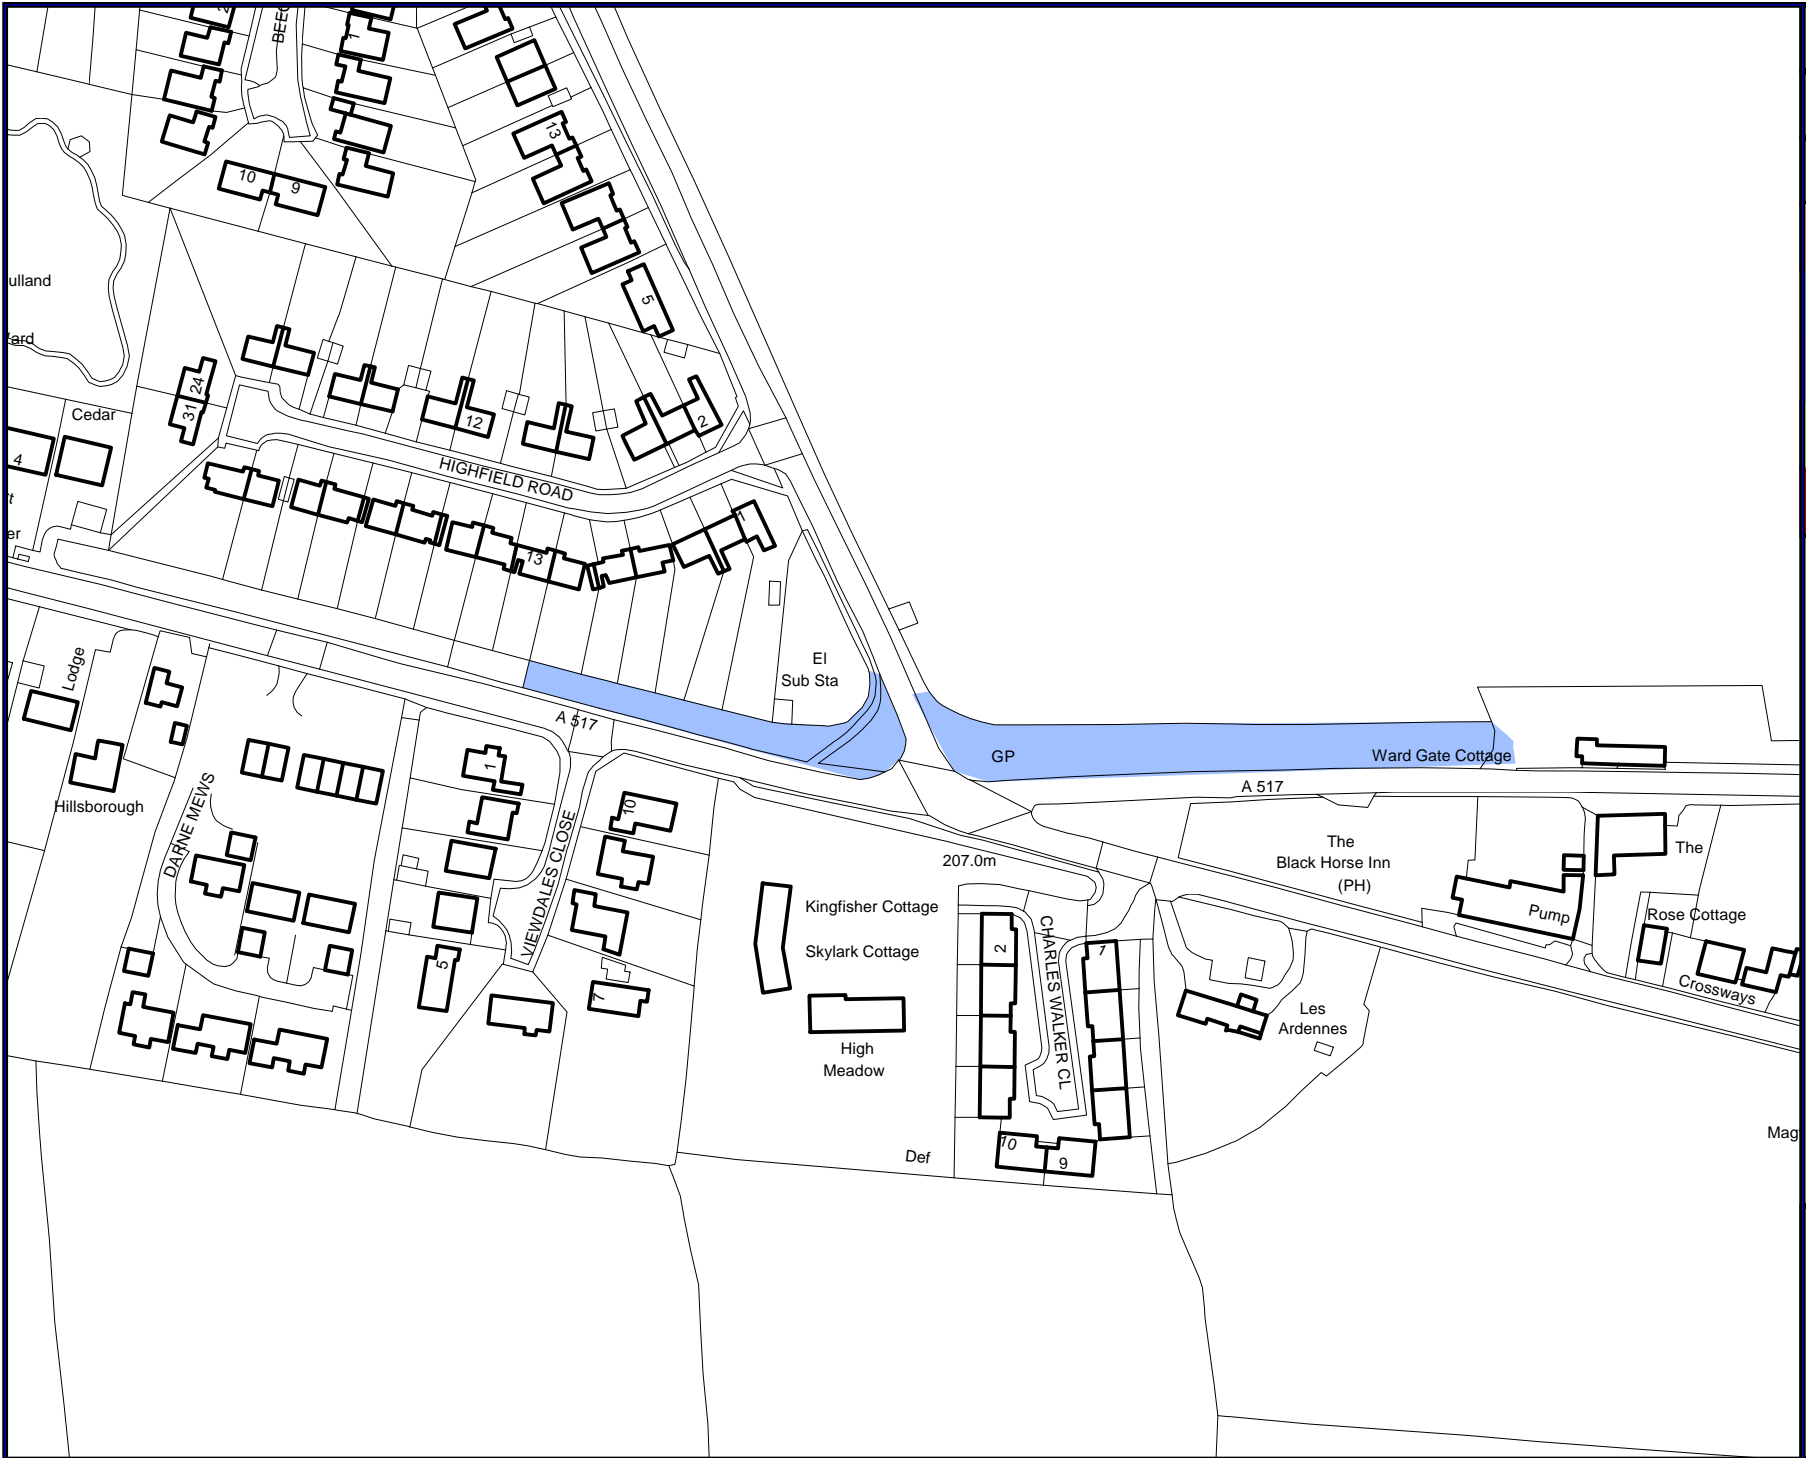 1
13
10
9
5
ulland
24
31
Cedar
4
12
2
HIGHFIELD ROAD
er
13
1
El
Sub Sta
Lodge
A 517
GP
Ward Gate Cottage
A 517
Hillsborough
DARNE MEWS
1
10
VIEWDALES CLOSE
207.0m
The
Black Horse Inn
(PH)
The
Kingfisher Cottage
Skylark Cottage
Pump
Rose Cottage
CHARLES WALKER CL
2
7
5
7
Crossways
Les
Ardennes
High
Meadow
Def
10
9
Mag